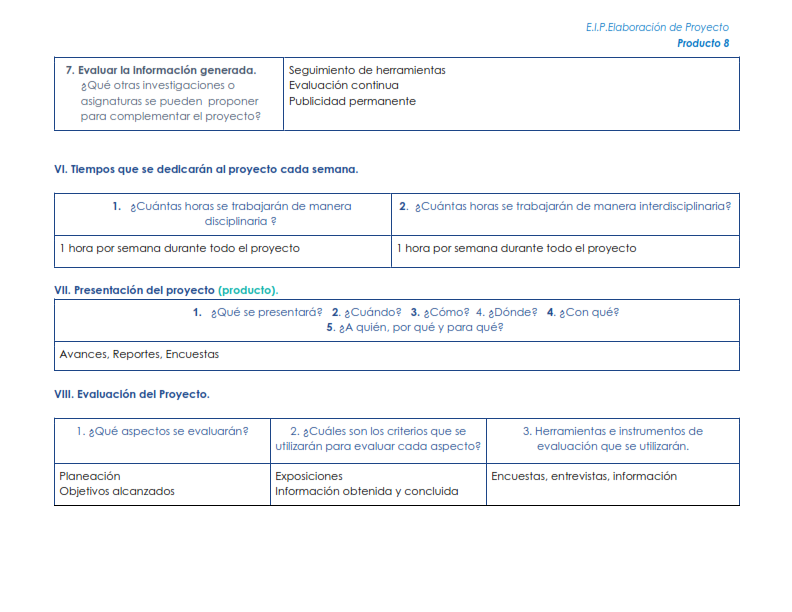 E.I.P.Elaboración de Proyecto
Producto 8
7. Evaluar la información generada.
¿Qué otras investigaciones o
asignaturas se pueden proponer
para complementar el proyecto?
Seguimiento de herramientas
Evaluación continua
Publicidad permanente
VI. Tiempos que se dedicarán al proyecto cada semana.
1. ¿Cuántas horas se trabajarán de manera
disciplinaria ?
2. ¿Cuántas horas se trabajarán de manera interdisciplinaria?
1 hora por semana durante todo el proyecto
1 hora por semana durante todo el proyecto
VII. Presentación del proyecto (producto).
1. ¿Qué se presentará? 2. ¿Cuándo? 3. ¿Cómo? 4. ¿Dónde? 4. ¿Con qué?
5. ¿A quién, por qué y para qué?
Avances, Reportes, Encuestas
VIII. Evaluación del Proyecto.
1. ¿Qué aspectos se evaluarán?
2. ¿Cuáles son los criterios que se
utilizarán para evaluar cada aspecto?
3. Herramientas e instrumentos de
evaluación que se utilizarán.
Planeación
Objetivos alcanzados
Exposiciones
Información obtenida y concluida
Encuestas, entrevistas, información